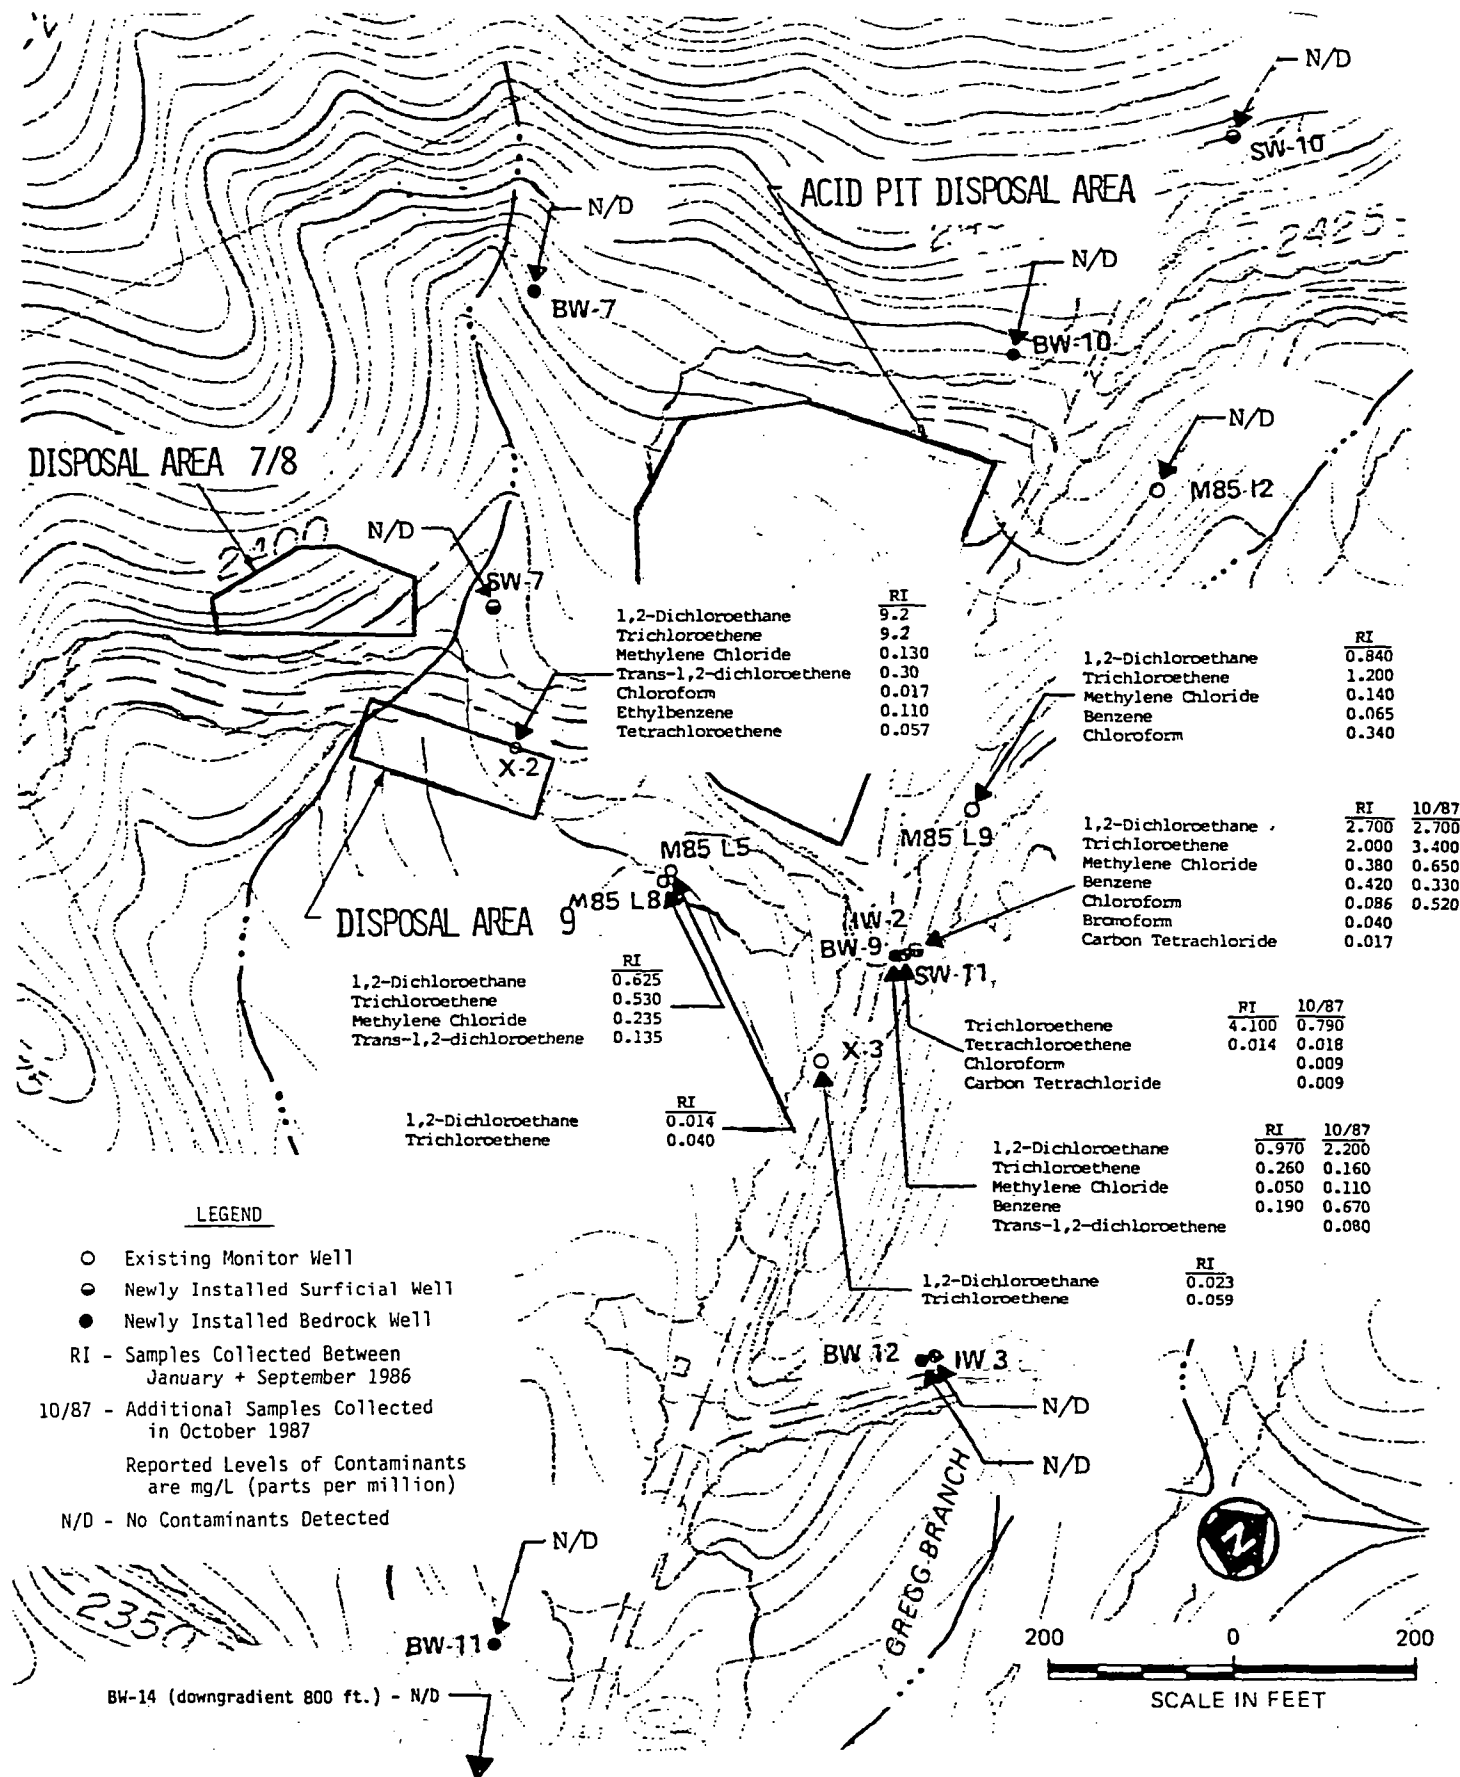 N/D
SW-10
ACID PIT DISPOSAL AREA
N/D
2425
N/D
BW-7
BW-10
N/D
M85 I2
DISPOSAL AREA 7/8
2400
N/D
SW-7
RI
1,2-Dichloroethane 9.2
Trichloroethene 9.2
Methylene Chloride 0.130
Trans-1,2-dichloroethene 0.30
Chloroform 0.017
Ethylbenzene 0.110
Tetrachloroethene 0.057
X-2
RI
1,2-Dichloroethane 0.840
Trichloroethene 1.200
Methylene Chloride 0.140
Benzene 0.065
Chloroform 0.340
M85 L9
RI 10/87
1,2-Dichloroethane 2.700 2.700
Trichloroethene 2.000 3.400
Methylene Chloride 0.380 0.650
Benzene 0.420 0.330
Chloroform 0.086 0.520
Bromoform 0.040
Carbon Tetrachloride 0.017
M85 L5
M85 L8
DISPOSAL AREA 9
IW-2
BW-9
SW-11
RI
1,2-Dichloroethane 0.625
Trichloroethene 0.530
Methylene Chloride 0.235
Trans-1,2-dichloroethene 0.135
RI 10/87
Trichloroethene 4.100 0.790
Tetrachloroethene 0.014 0.018
Chloroform 0.009
Carbon Tetrachloride 0.009
X-3
RI
1,2-Dichloroethane 0.014
Trichloroethene 0.040
RI 10/87
1,2-Dichloroethane 0.970 2.200
Trichloroethene 0.260 0.160
Methylene Chloride 0.050 0.110
Benzene 0.190 0.670
Trans-1,2-dichloroethene 0.080
RI
1,2-Dichloroethane 0.023
Trichloroethene 0.059
LEGEND
Existing Monitor Well
Newly Installed Surficial Well
Newly Installed Bedrock Well
RI - Samples Collected Between
January + September 1986
10/87 - Additional Samples Collected
in October 1987
Reported Levels of Contaminants
are mg/L (parts per million)
N/D - No Contaminants Detected
BW 12
IW 3
N/D
N/D
GREGG BRANCH
N
N/D
2350
BW-11
BW-14 (downgradient 800 ft.) - N/D
200 0 200
SCALE IN FEET